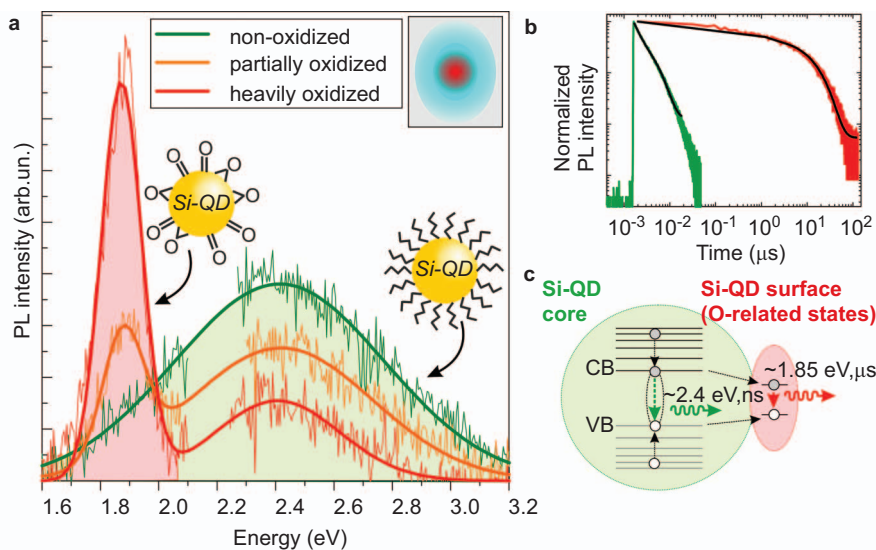 a
non-oxidized
partially oxidized
heavily oxidized
PL intensity (arb.un.)
O
O
O
O
O
O
O
O
Si-QD
Si-QD
1.6
1.8
2.0
2.2
2.4
2.6
2.8
3.0
3.2
Energy (eV)
b
Normalized
PL intensity
10⁻³
10⁻²
10⁻¹
10⁰
10¹
10²
Time (µs)
c
Si-QD
core
Si-QD surface
(O-related states)
CB
VB
~2.4 eV,ns
~1.85 eV,µs